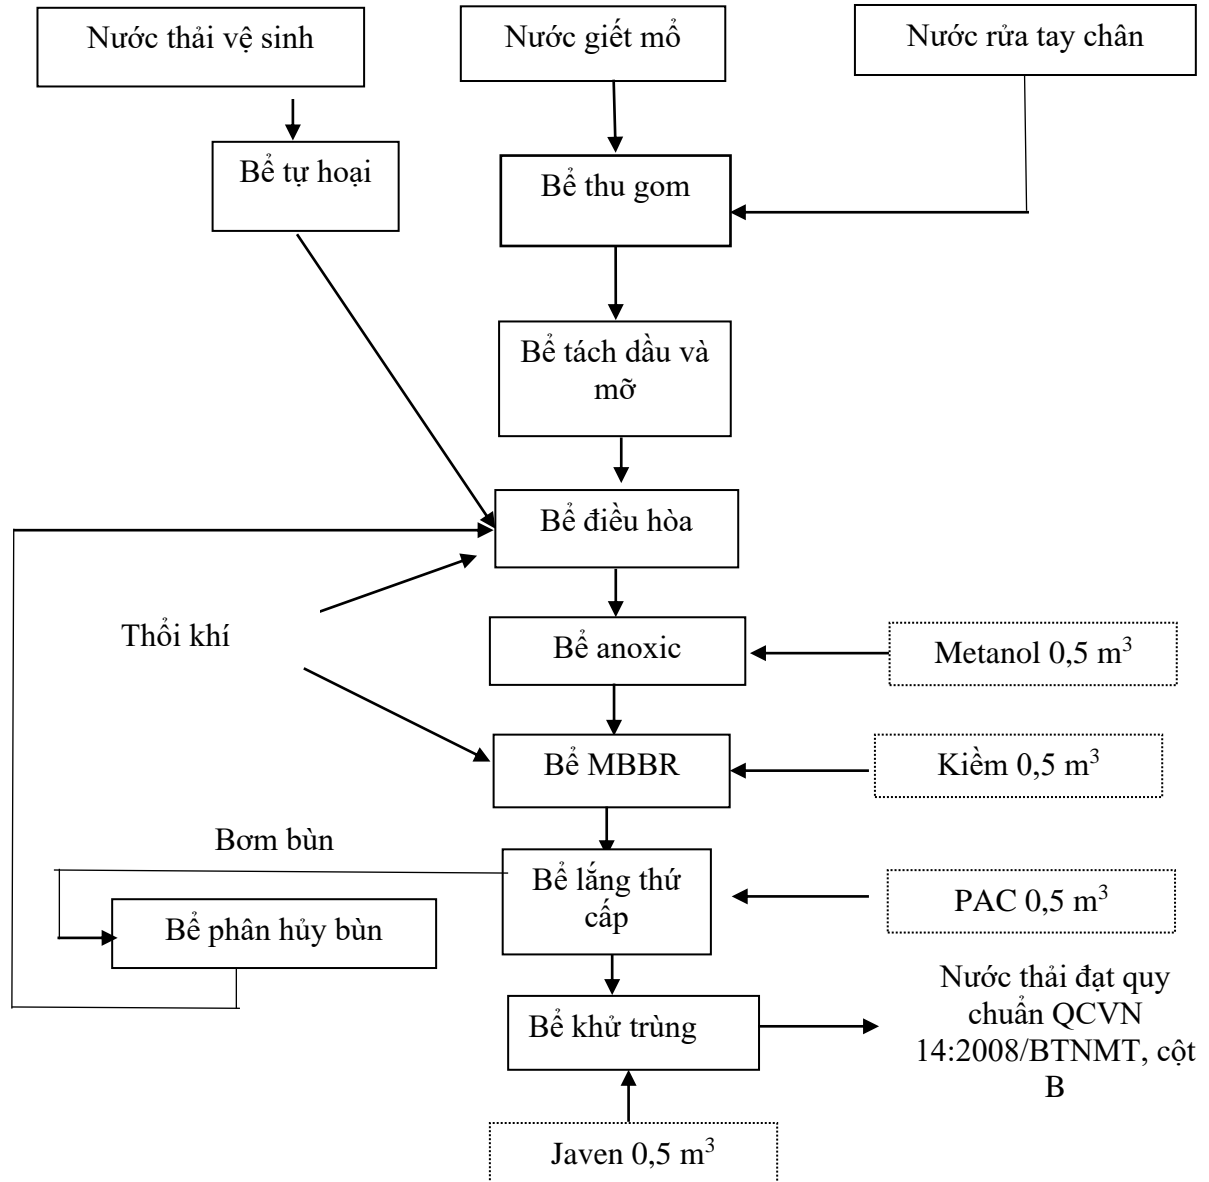 Nước thải vệ sinh
Nước giết mổ
Nước rửa tay chân
Bể tự hoại
Bể thu gom
Bể tách dầu và
mỡ
Bể điều hòa
Thổi khí
Bể anoxic
Metanol 0,5 m³
Bể MBBR
Kiềm 0,5 m³
Bơm bùn
Bể lắng thứ
cấp
PAC 0,5 m³
Bể phân hủy bùn
Nước thải đạt quy
chuẩn QCVN
14:2008/BTNMT, cột
B
Bể khử trùng
Javen 0,5 m³